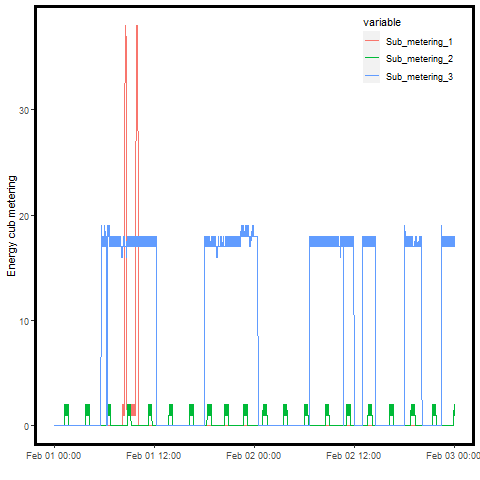 variable
Sub_metering_1
Sub_metering_2
Sub_metering_3
Energy cub metering
30
20
10
0
Feb 01 00:00
Feb 01 12:00
Feb 02 00:00
Feb 02 12:00
Feb 03 00:00